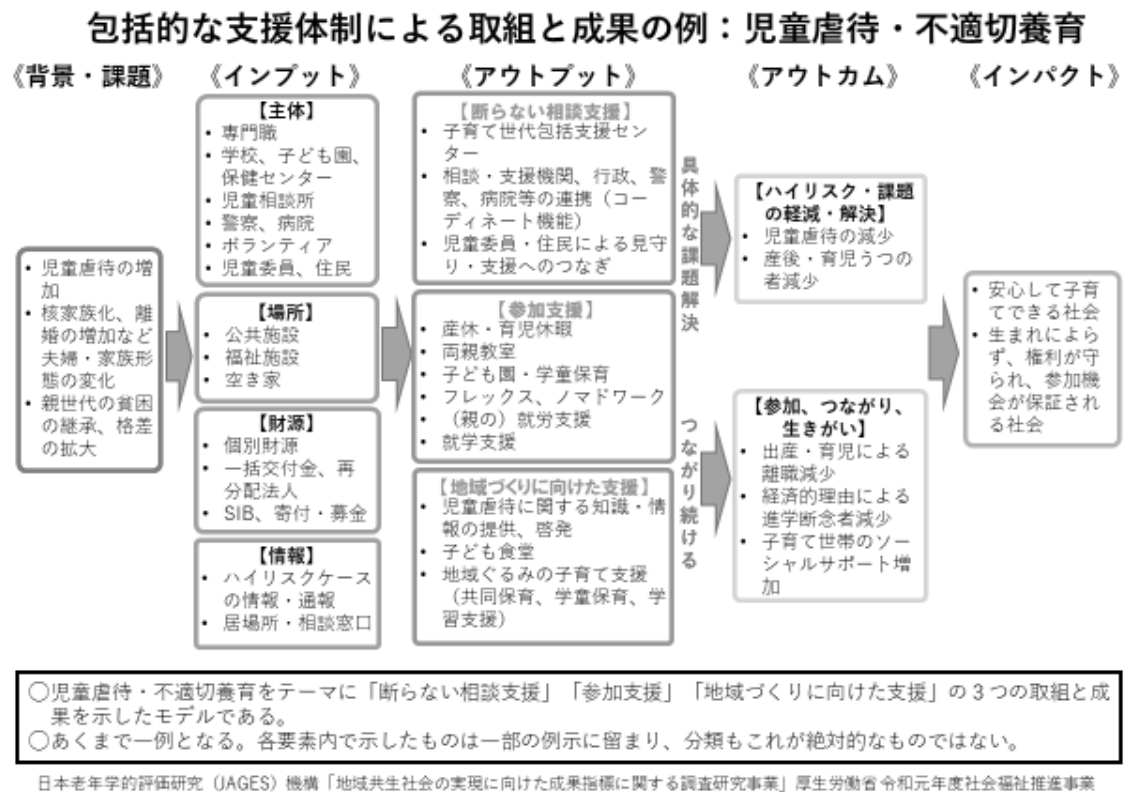 包括的な支援体制による取組と成果の例：児童虐待・不適切養育
《背景・課題》
《インプット》
《アウトプット》
《アウトカム》
《インパクト》
• 児童虐待の増
加
• 核家族化、離
婚の増加など
夫婦・家族形
態の変化
• 親世代の貧困
の継承、格差
の拡大
【主体】
• 専門職
• 学校、子ども園、
保健センター
• 児童相談所
• 警察、病院
• ボランティア
• 児童委員、住民
【場所】
• 公共施設
• 福祉施設
• 空き家
【財源】
• 個別財源
• 一括交付金、再
分配法人
• SIB、寄付・募金
【情報】
• ハイリスクケース
の情報・通報
• 居場所・相談窓口
【断らない相談支援】
• 子育て世代包括支援セン
ター
• 相談・支援機関、行政、警
察、病院等の連携（コー
ディネート機能）
• 児童委員・住民による見守
り・支援へのつなぎ
【参加支援】
• 産休・育児休暇
• 両親教室
• 子ども園・学童保育
• フレックス、ノマドワーク
• （親の）就労支援
• 就学支援
【地域づくりに向けた支援】
• 児童虐待に関する知識・情
報の提供、啓発
• 子ども食堂
• 地域ぐるみの子育て支援
（共同保育、学童保育、学
習支援）
具体的な課題解決
つながり続ける
【ハイリスク・課題
の軽減・解決】
• 児童虐待の減少
• 産後・育児うつの
者減少
【参加、つながり、
生きがい】
• 出産・育児による
離職減少
• 経済的理由による
進学断念者減少
• 子育て世帯のソー
シャルサポート増
加
• 安心して子育
てできる社会
• 生まれによら
ず、権利が守
られ、参加機
会が保証され
る社会
○児童虐待・不適切養育をテーマに「断らない相談支援」「参加支援」「地域づくりに向けた支援」の３つの取組と成
果を示したモデルである。
○あくまで一例となる。各要素内で示したものは一部の例示に留まり、分類もこれが絶対的なものではない。
日本老年学的評価研究（JAGES）機構「地域共生社会の実現に向けた成果指標に関する調査研究事業」厚生労働省 令和元年度社会福祉推進事業